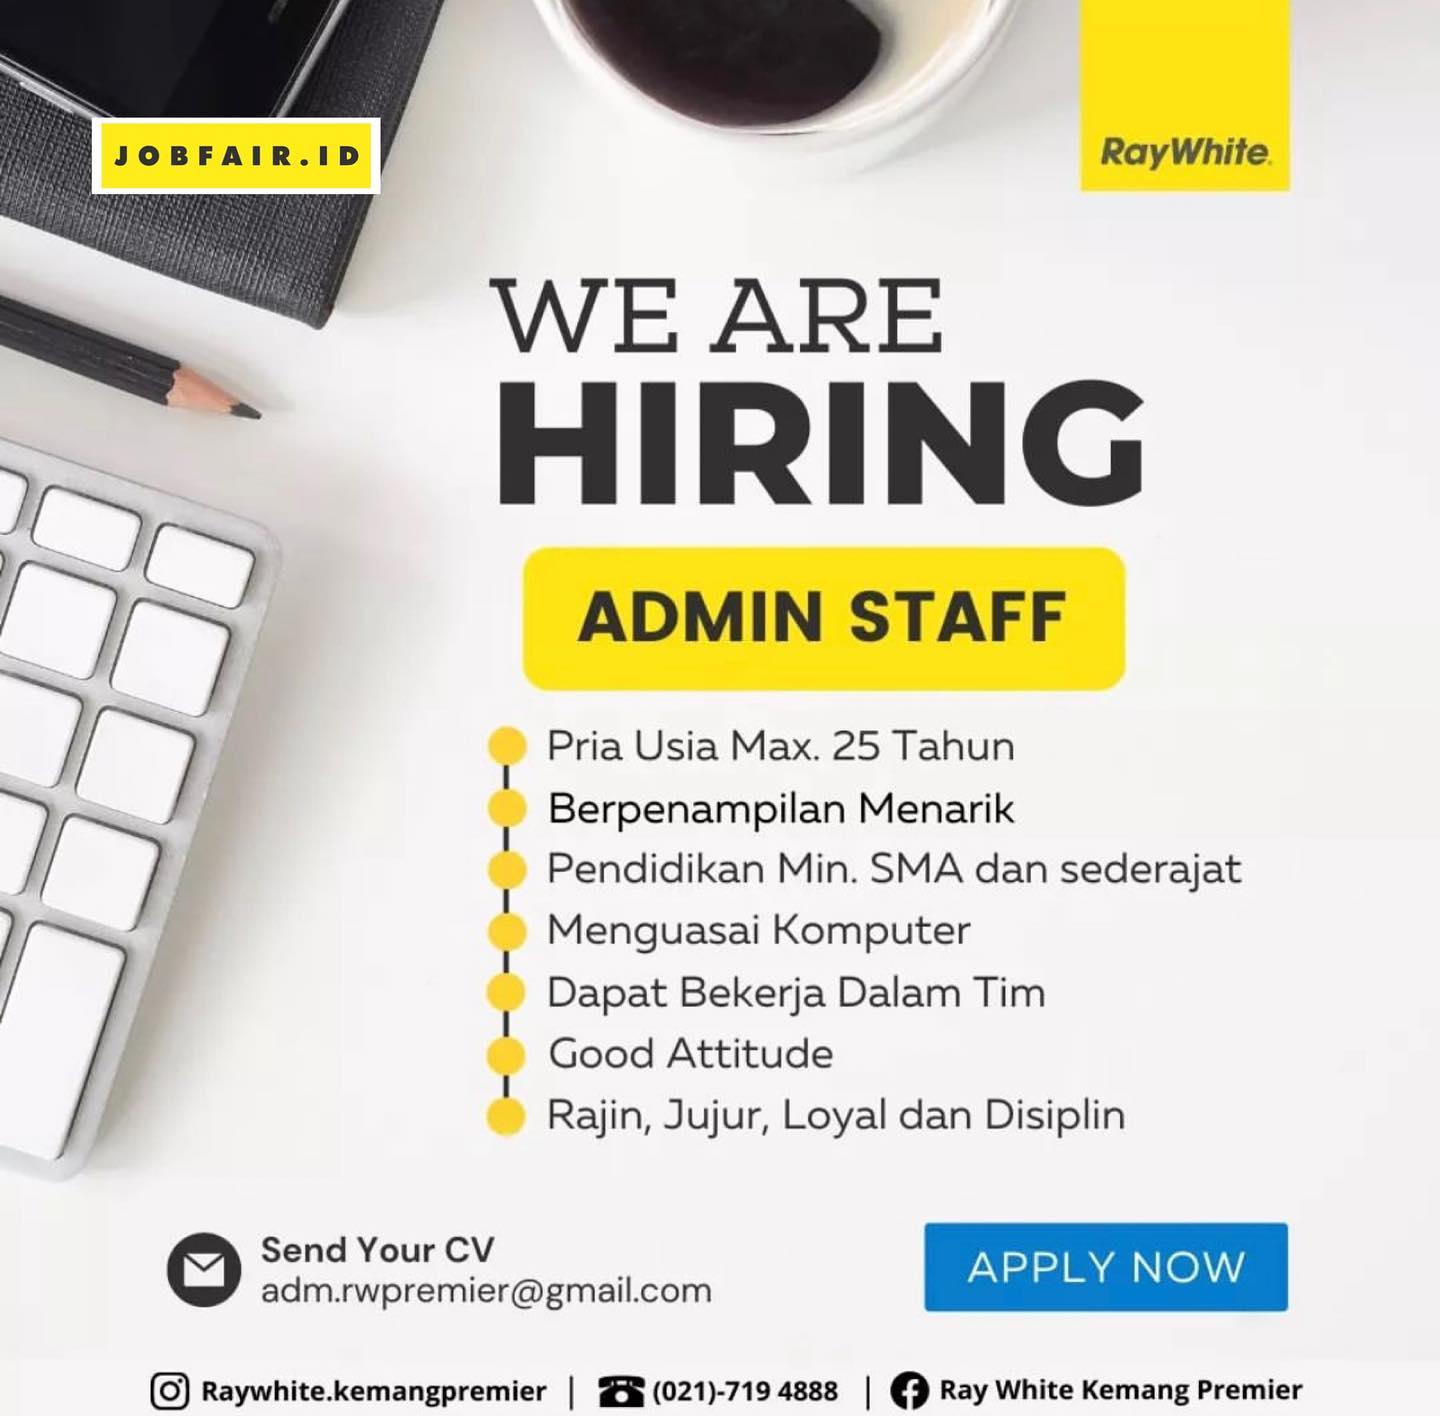 JOBFAIR.ID
RayWhite.
WE ARE
HIRING
ADMIN STAFF
Pria Usia Max. 25 Tahun
Berpenampilan Menarik
Pendidikan Min. SMA dan sederajat
Menguasai Komputer
Dapat Bekerja Dalam Tim
Good Attitude
Rajin, Jujur, Loyal dan Disiplin
Send Your CV
adm.rwpremier@gmail.com
APPLY NOW
Raywhite.kemangpremier | (021)-719 4888 | Ray White Kemang Premier